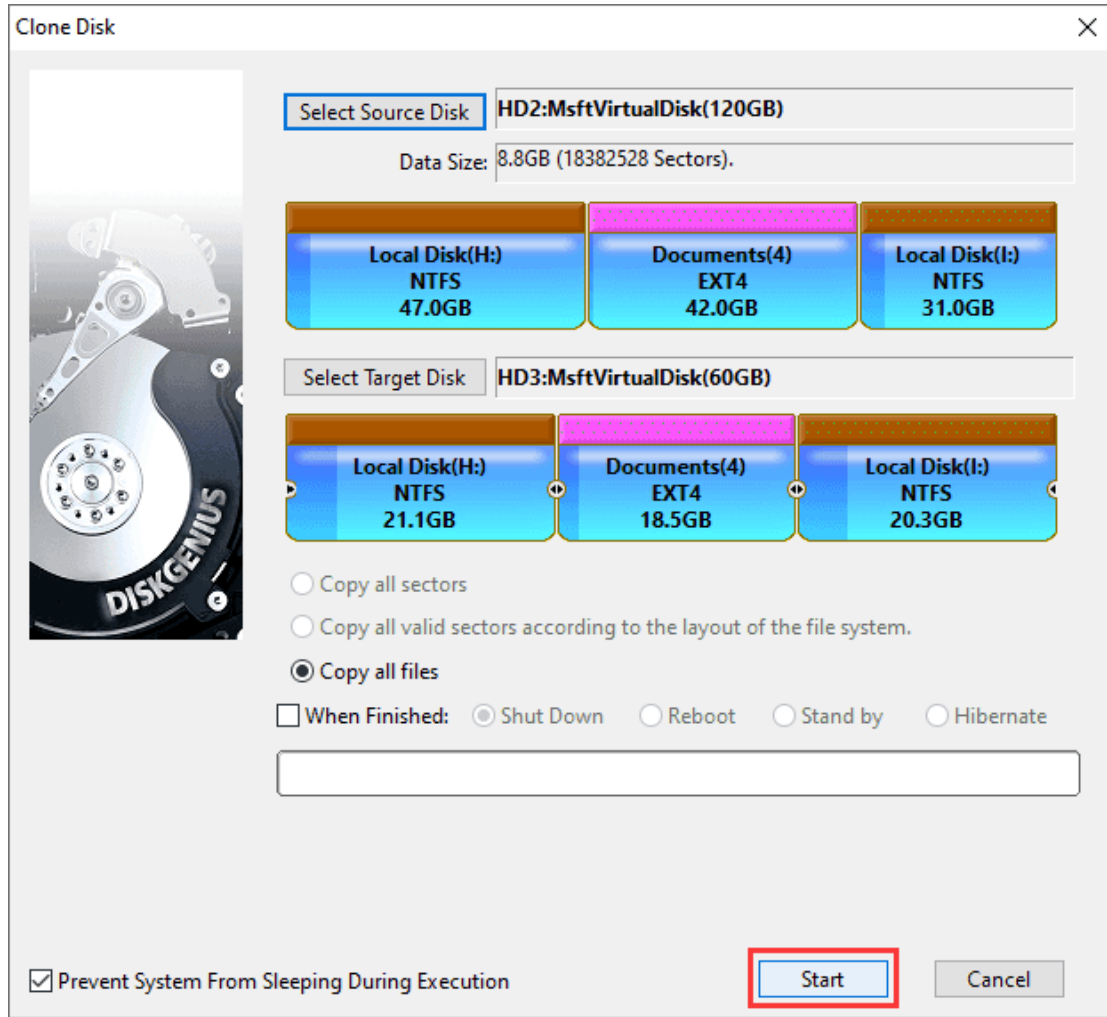 Clone Disk
Select Source Disk HD2:MsftVirtualDisk(120GB)
Data Size: 8.8GB (18382528 Sectors).
Local Disk(H:) Documents(4) Local Disk(I:)
NTFS EXT4 NTFS
47.0GB 42.0GB 31.0GB
Select Target Disk HD3:MsftVirtualDisk(60GB)
Local Disk(H:) Documents(4) Local Disk(I:)
NTFS EXT4 NTFS
21.1GB 18.5GB 20.3GB
DISKGENIUS
Copy all sectors
Copy all valid sectors according to the layout of the file system.
Copy all files
When Finished: Shut Down Reboot Stand by Hibernate
Prevent System From Sleeping During Execution Start Cancel